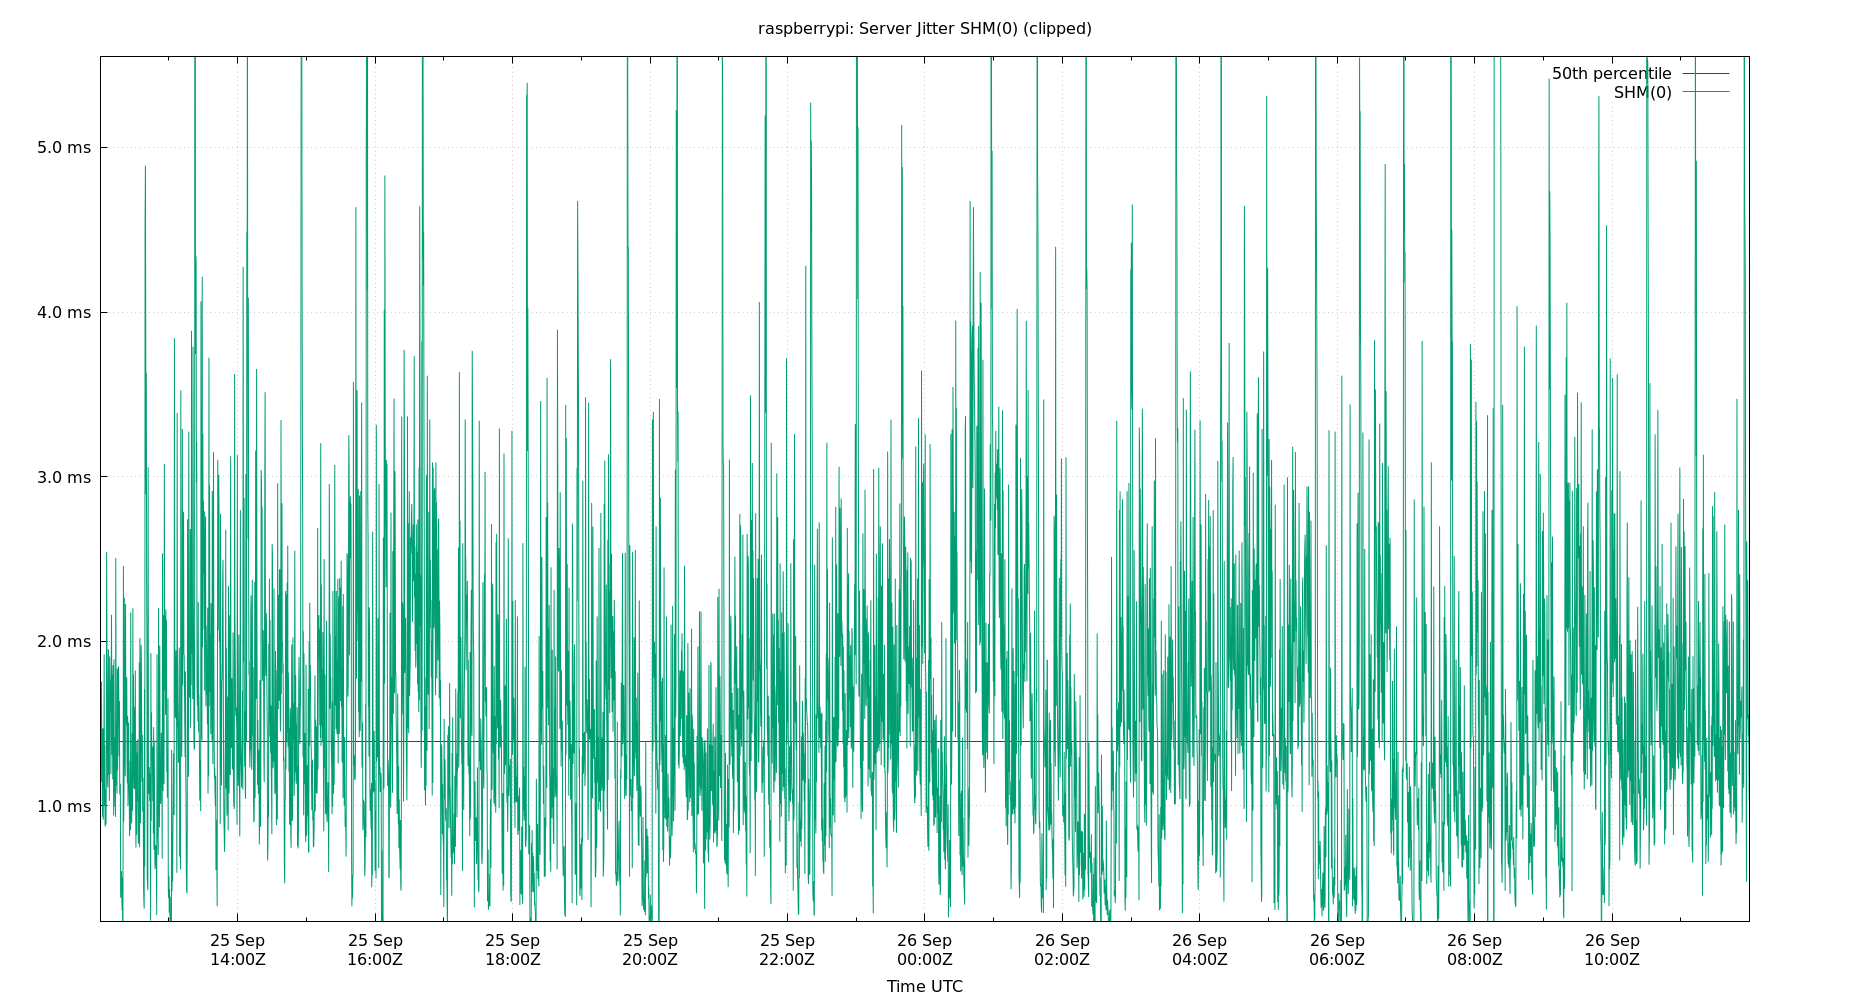 raspberrypi: Server Jitter SHM(0) (clipped)
50th percentile
SHM(0)
5.0 ms
4.0 ms
3.0 ms
2.0 ms
1.0 ms
25 Sep 25 Sep 25 Sep 25 Sep 25 Sep 26 Sep 26 Sep 26 Sep 26 Sep 26 Sep 26 Sep
14:00Z 16:00Z 18:00Z 20:00Z 22:00Z 00:00Z 02:00Z 04:00Z 06:00Z 08:00Z 10:00Z
Time UTC